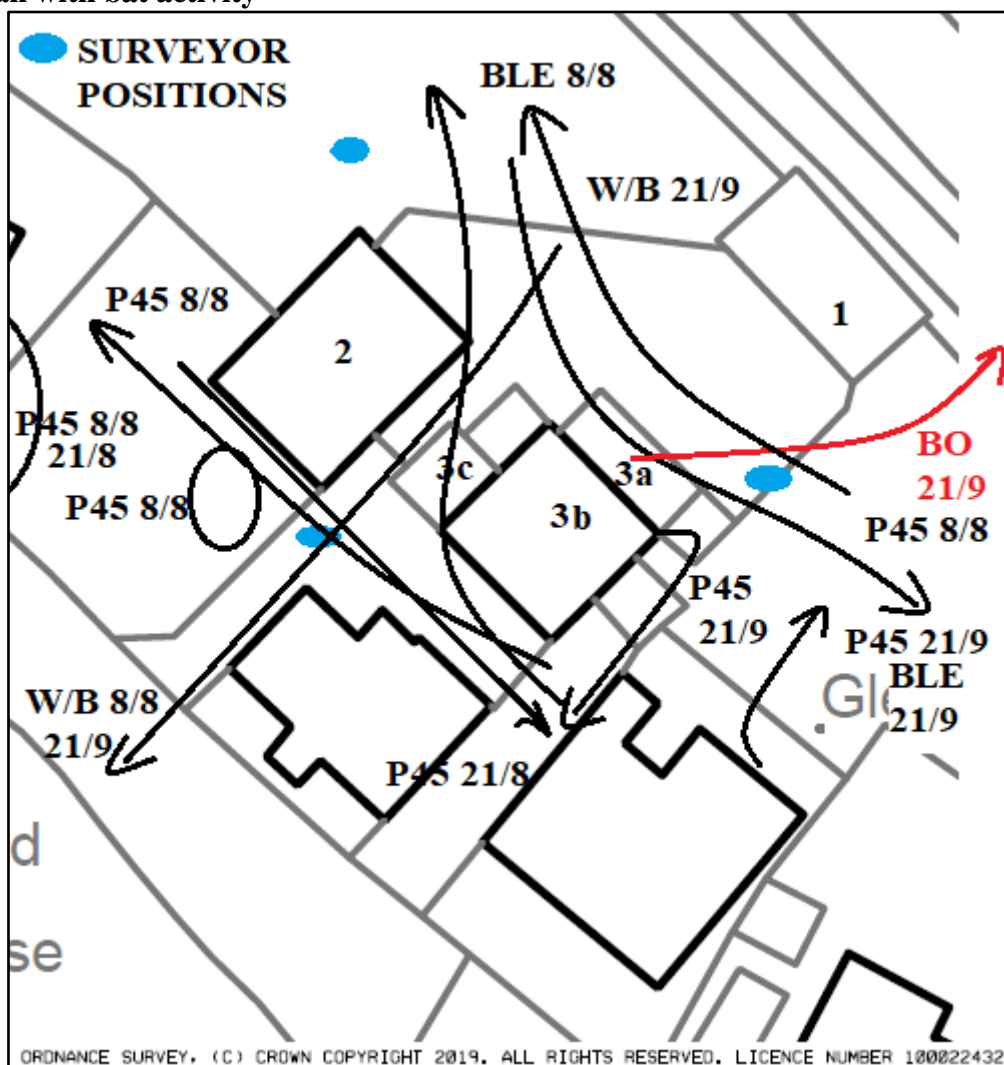 SURVEYOR
POSITIONS
BLE 8/8
W/B 21/9
P45 8/8
1
2
P45 8/8
21/8
P45 8/8
3c
3a
3b
BO
21/9
P45 8/8
P45
21/9
P45 21/9
BLE
21/9
W/B 8/8
21/9
P45 21/8
Gle
d
se
ORDNANCE SURVEY, (C) CROWN COPYRIGHT 2019. ALL RIGHTS RESERVED. LICENCE NUMBER 100022432